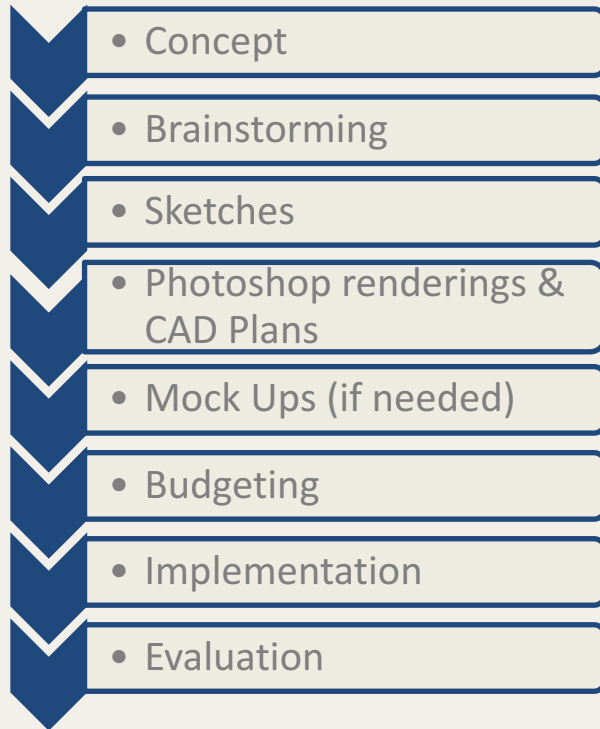 • Concept
• Brainstorming
• Sketches
• Photoshop renderings &
CAD Plans
• Mock Ups (if needed)
• Budgeting
• Implementation
• Evaluation